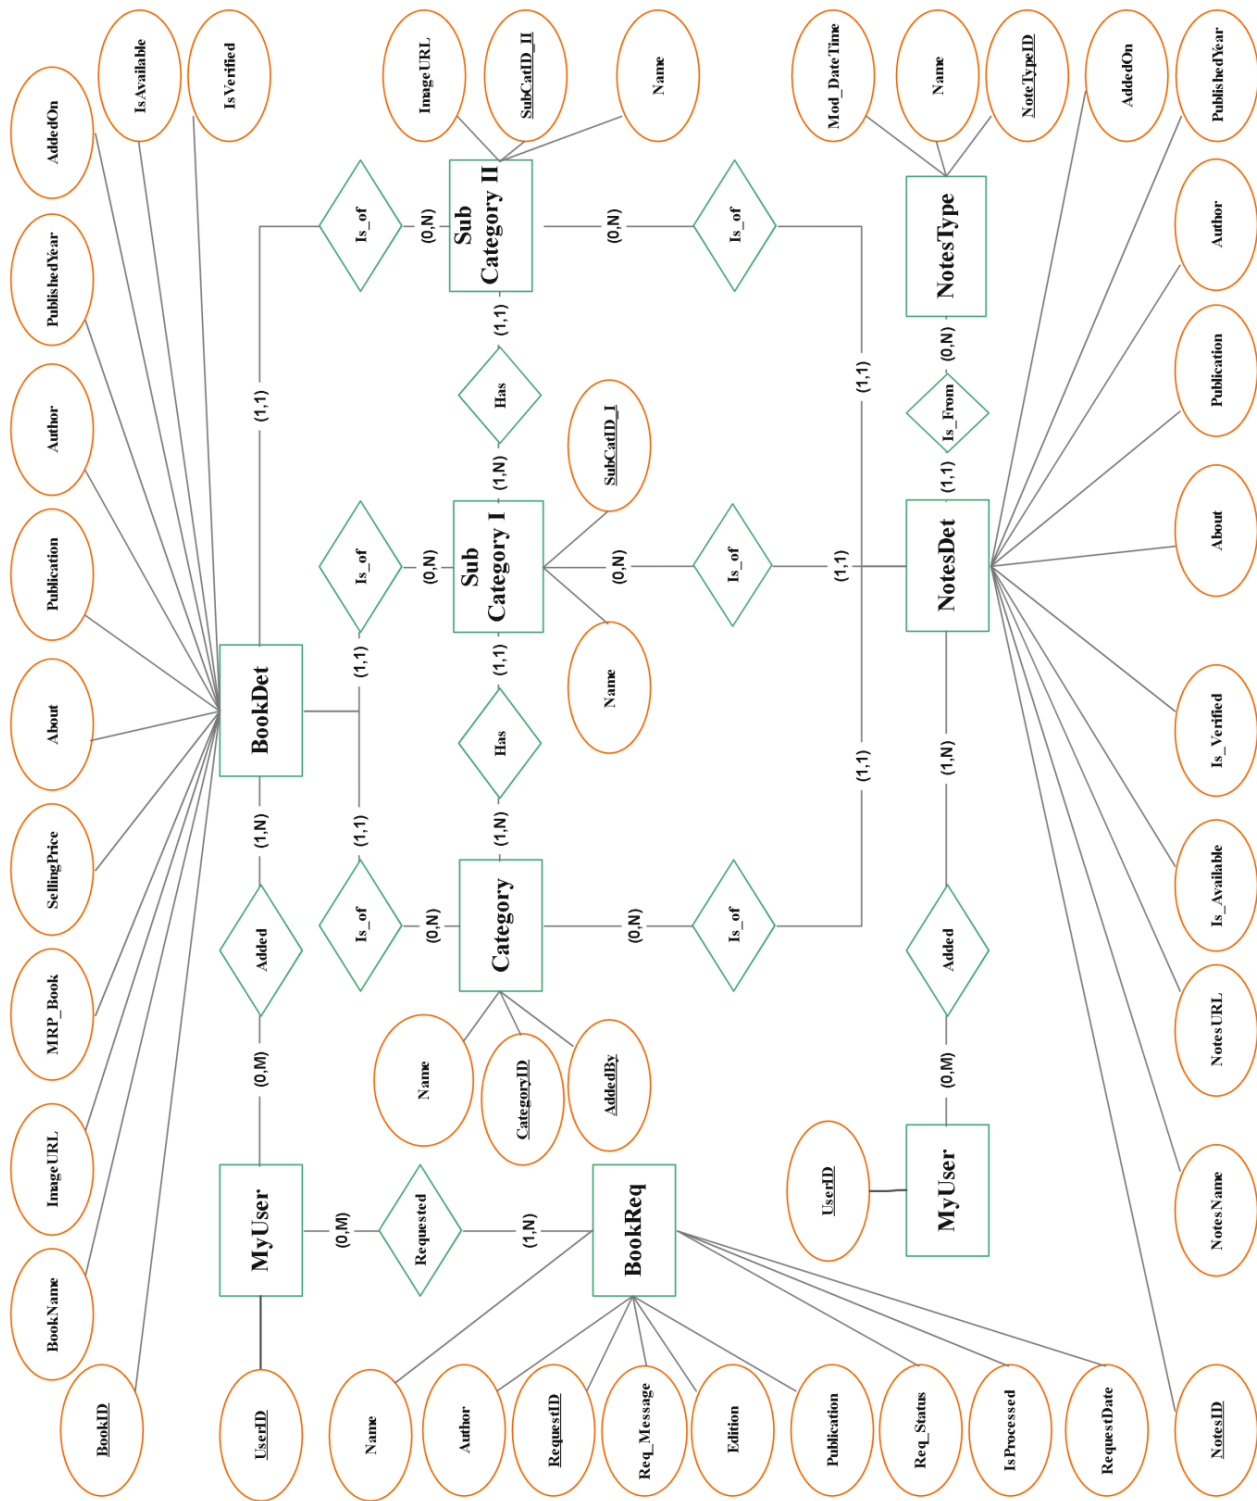 BookName
ImageURL
MRP_Book
SellingPrice
About
Publication
Author
PublishedYear
AddedOn
BookID
IsAvailable
IsVerified
UserID
MyUser
(0,M)
Added
(1,N)
BookDet
(1,1)
(0,M)
Name
Is_of
(1,1)
(1,1)
Is_of
Is_of
Requested
Name
(0,N)
(0,N)
(0,N)
ImageURL
Author
(1,N)
CategoryID
Category
(1,N)
Has
(1,1)
Sub
Category I
(1,N)
Has
(1,1)
Sub
Category II
SubCatID_II
RequestID
AddedBy
Name
SubCatID_I
Req_Message
BookReq
(0,N)
(0,N)
(0,N)
Name
Edition
Is_of
Is_of
Is_of
Publication
UserID
(1,1)
(1,1)
(1,1)
Mod_DateTime
Req_Status
MyUser
(0,M)
Added
(1,N)
NotesDet
(1,1)
Is_From
(0,N)
NotesType
Name
IsProcessed
NoteTypeID
RequestDate
AddedOn
NotesID
NotesName
NotesURL
Is_Available
Is_Verified
About
Publication
Author
PublishedYear